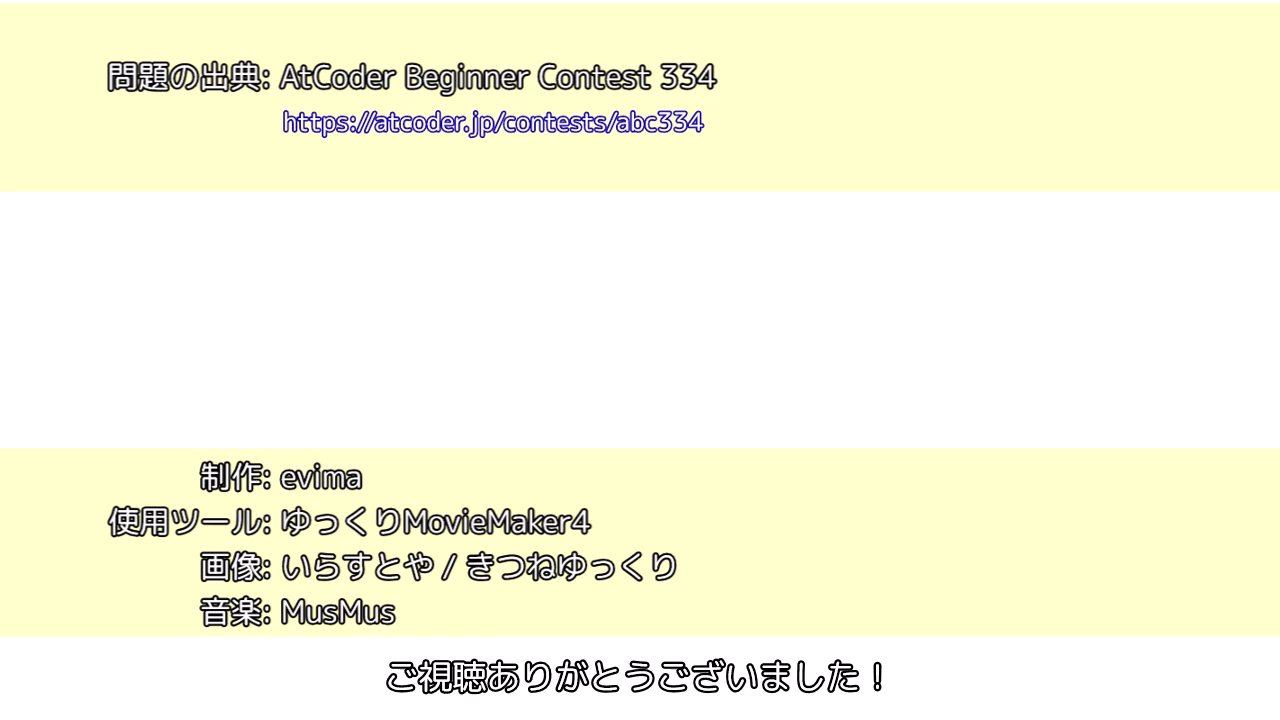 問題の出典: AtCoder Beginner Contest 334
https://atcoder.jp/contests/abc334
制作: evima
使用ツール: ゆっくりMovieMaker4
画像: いらすとや / きつねゆっくり
音楽: MusMus
ご視聴ありがとうございました！